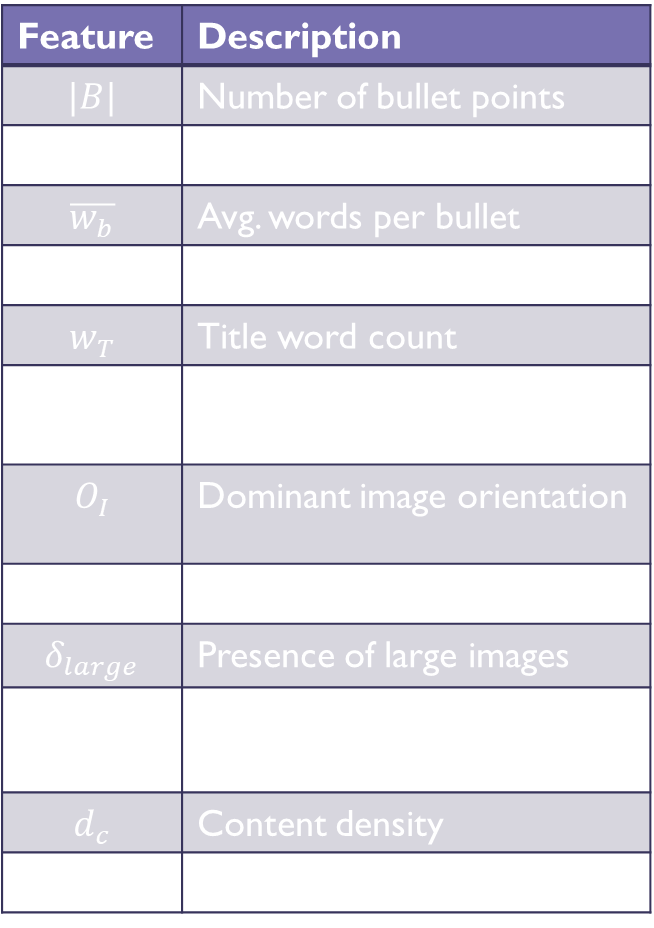 Feature Description
|B| Number of bullet points
w̅_b̅ Avg. words per bullet
w_T Title word count
O_I Dominant image orientation
δ_large Presence of large images
d_c Content density